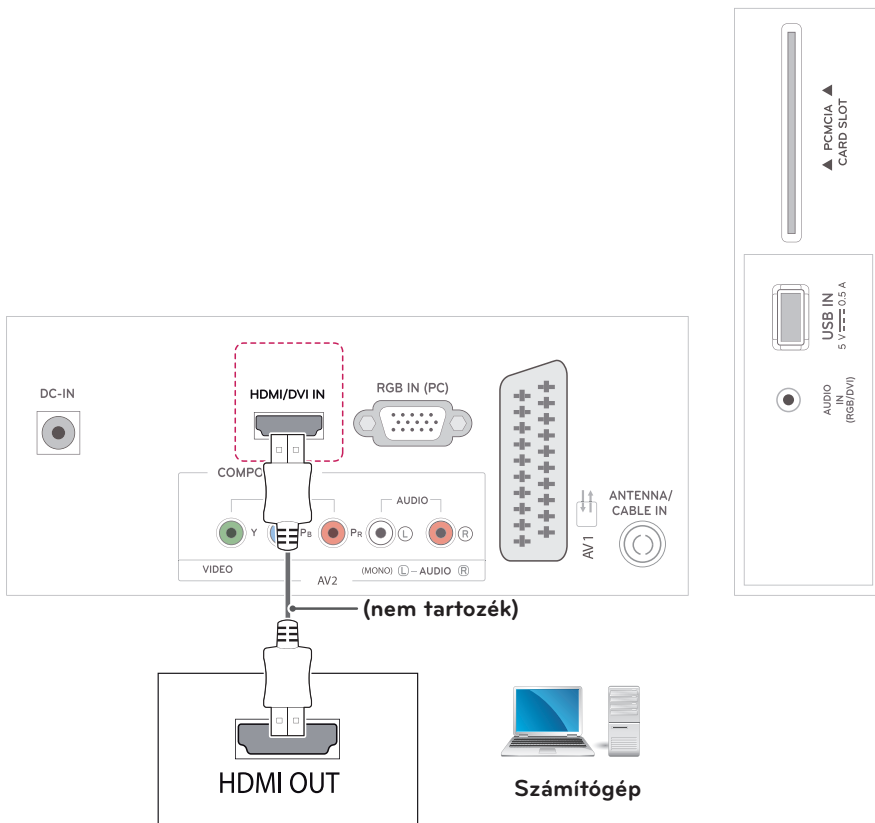 PCMCIA
CARD SLOT
USB IN
5 V 0.5 A
AUDIO
IN
(RGB/DVI)
DC-IN
HDMI/DVI IN
RGB IN (PC)
COMPO
AUDIO
Y
PB
PR
L
R
VIDEO
AV2
(MONO) L – AUDIO R
AV1
ANTENNA/
CABLE IN
(nem tartozék)
HDMI OUT
Számítógép